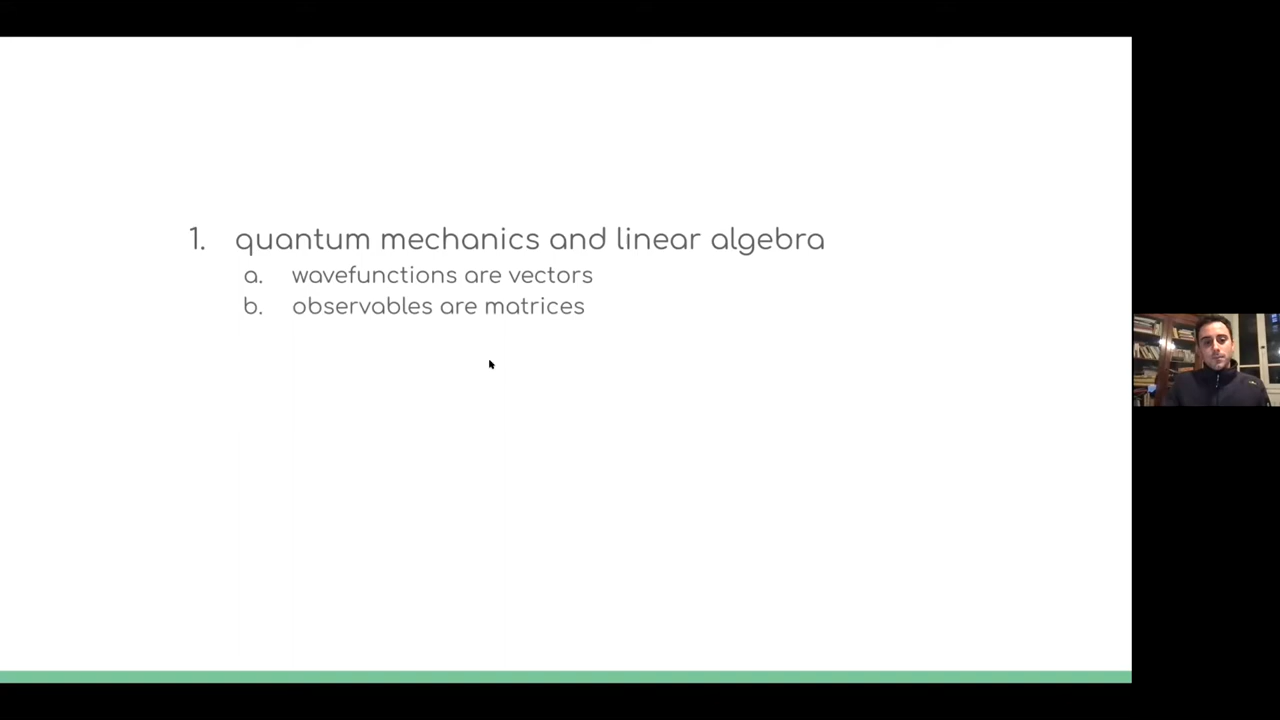 1. quantum mechanics and linear algebra
a. wavefunctions are vectors
b. observables are matrices